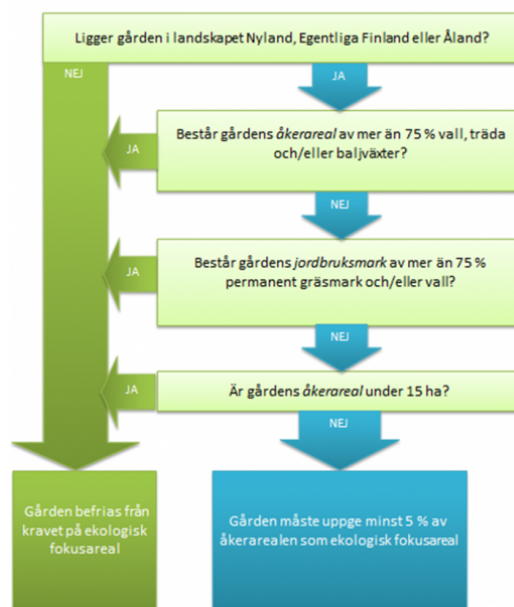 Ligger gården i landskapet Nyland, Egentliga Finland eller Åland?
NEJ
JA
Består gårdens åkerareal av mer än 75 % vall, träda
och/eller baljväxter?
JA
NEJ
Består gårdens jordbruksmark av mer än 75 %
permanent gräsmark och/eller vall?
JA
NEJ
Är gårdens åkerareal under 15 ha?
JA
NEJ
Gården befrias från
kravet på ekologisk
fokusareal
Gården måste uppge minst 5 % av
åkerarealen som ekologisk fokusareal